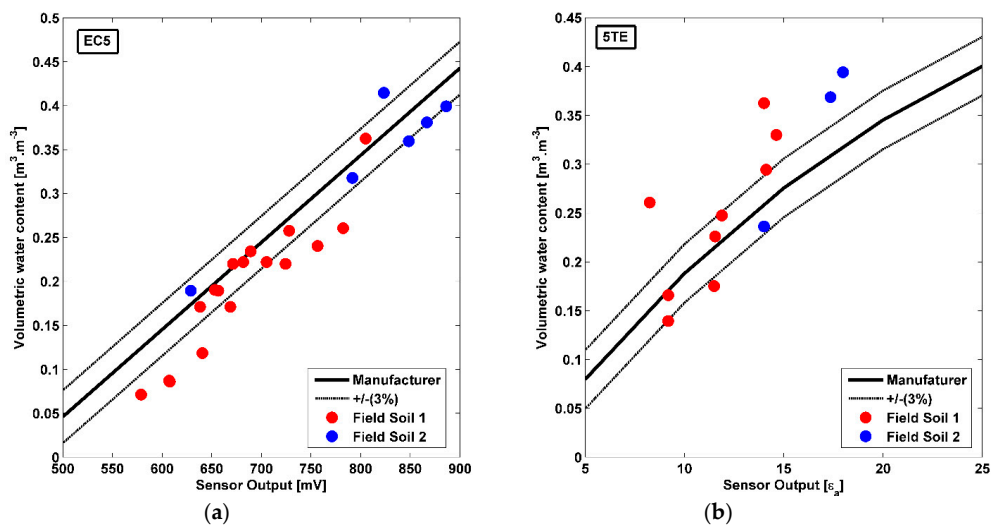 EC5
Volumetric water content [m³.m⁻³]
0.5
0.45
0.4
0.35
0.3
0.25
0.2
0.15
0.1
0.05
0
Manufacturer
+/-(3%)
Field Soil 1
Field Soil 2
500 550 600 650 700 750 800 850 900
Sensor Output [mV]
(a)
5TE
Volumetric water content [m³.m⁻³]
0.45
0.4
0.35
0.3
0.25
0.2
0.15
0.1
0.05
0
Manufaturer
+/-(3%)
Field Soil 1
Field Soil 2
5 10 15 20 25
Sensor Output [εₐ]
(b)